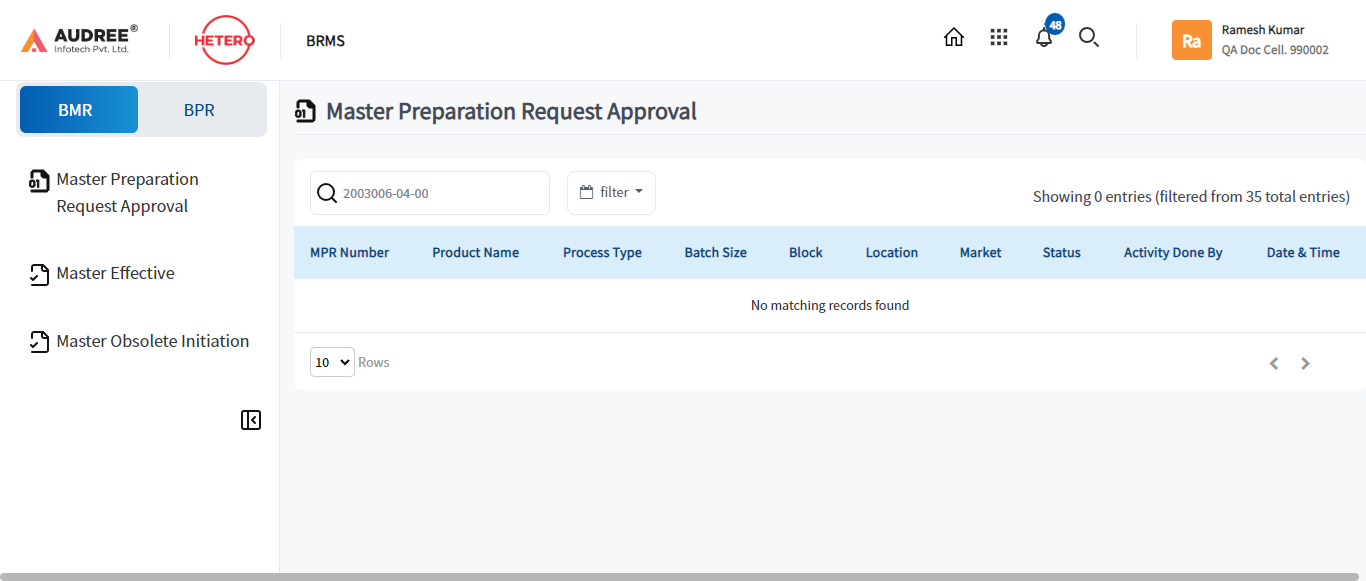 AUDREE®
Infotech Pvt. Ltd.
HETERO
BRMS
48
Ra
Ramesh Kumar
QA Doc Cell. 990002
BMR
BPR
Master Preparation
Request Approval
Master Effective
Master Obsolete Initiation
01
Master Preparation Request Approval
01
2003006-04-00
filter
Showing 0 entries (filtered from 35 total entries)
MPR Number Product Name Process Type Batch Size Block Location Market Status Activity Done By Date & Time
No matching records found
10 Rows